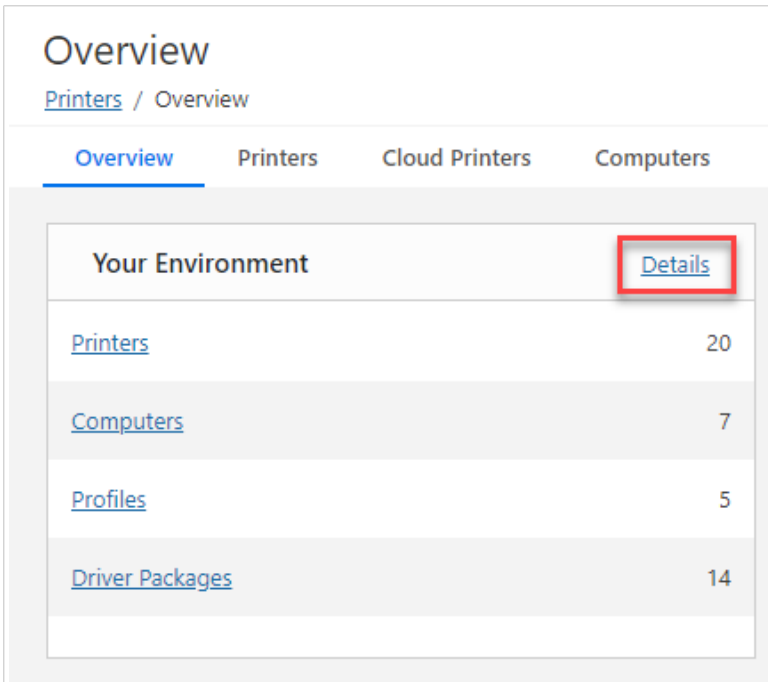 Overview
Printers / Overview
Overview Printers Cloud Printers Computers
Your Environment Details
Printers 20
Computers 7
Profiles 5
Driver Packages 14